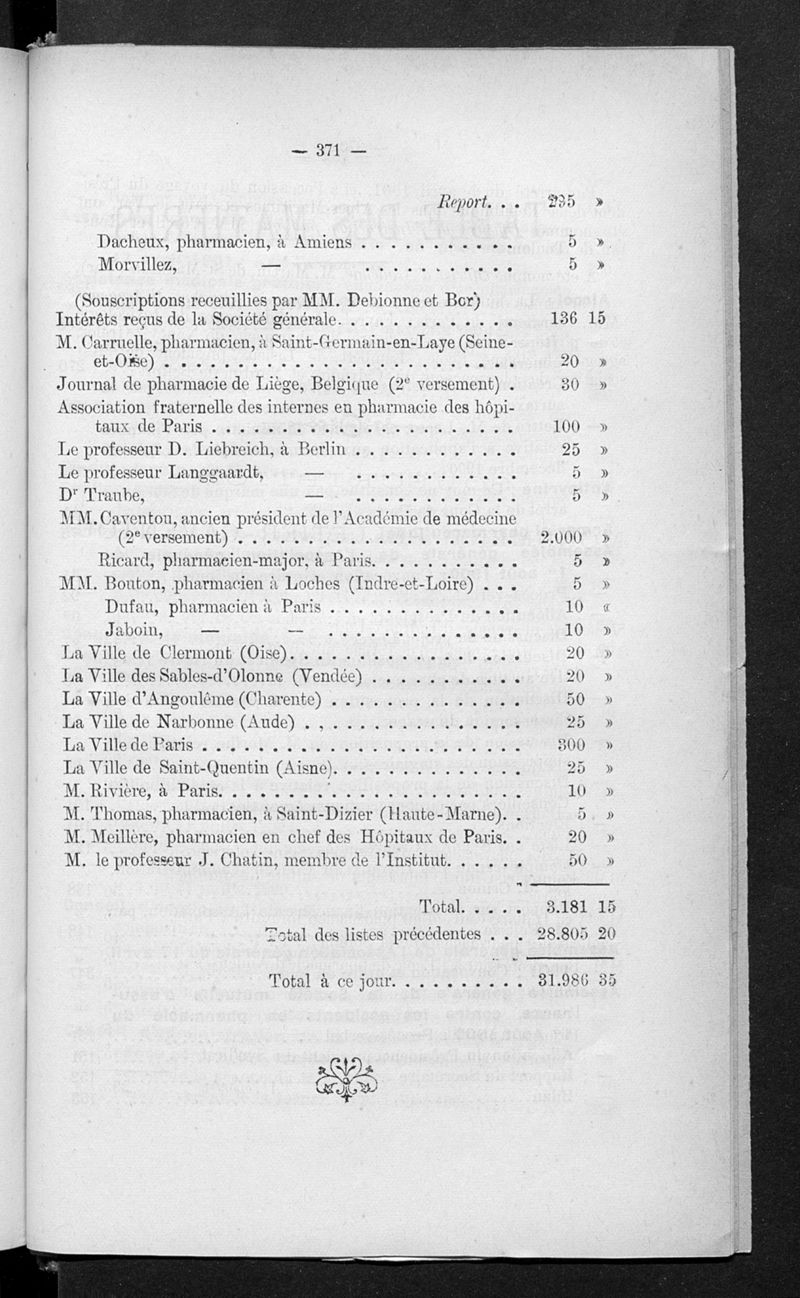 — 371 —
Report. . . 295 »
Dacheux, pharmacien, à Amiens . . . . . . . . . . . 5 »
Morvillez, — . . . . . . . . . . . 5 »
(Souscriptions receuillies par MM. Debionne et Bor)
Intérêts reçus de la Société générale. . . . . . . . . . . . . 136 15
M. Carruelle, pharmacien, à Saint-Germain-en-Laye (Seine-
et-Oise) . . . . . . . . . . . . . . . . . . . . . . . . . 20 »
Journal de pharmacie de Liège, Belgique (2e versement) . 30 »
Association fraternelle des internes en pharmacie des hôpi-
taux de Paris . . . . . . . . . . . . . . . . . . . . . . 100 »
Le professeur D. Liebreich, à Berlin . . . . . . . . . . . . 25 »
Le professeur Langgaardt, — . . . . . . . . . . . . 5 »
Dr Traube, — . . . . . . . . . . . . 5 »
MM. Caventou, ancien président de l'Académie de médecine
(2e versement) . . . . . . . . . . . . . . . . . . . . 2.000 »
Ricard, pharmacien-major, à Paris. . . . . . . . . . . 5 »
MM. Bouton, pharmacien à Loches (Indre-et-Loire) . . . 5 »
Dufau, pharmacien à Paris . . . . . . . . . . . . . . 10 «
Jaboin, — — . . . . . . . . . . . . . . 10 »
La Ville de Clermont (Oise). . . . . . . . . . . . . . . . . 20 »
La Ville des Sables-d'Olonne (Vendée) . . . . . . . . . . . 20 »
La Ville d'Angoulême (Charente) . . . . . . . . . . . . . . 50 »
La Ville de Narbonne (Aude) . , . . . . . . . . . . . . . . 25 »
La Ville de Paris . . . . . . . . . . . . . . . . . . . . . . . 300 »
La Ville de Saint-Quentin (Aisne). . . . . . . . . . . . . . 25 »
M. Rivière, à Paris. . . . . . . . . . . . . . . . . . . . . . 10 »
M. Thomas, pharmacien, à Saint-Dizier (Haute-Marne). . 5 »
M. Meillère, pharmacien en chef des Hôpitaux de Paris. . 20 »
M. le professeur J. Chatin, membre de l'Institut. . . . . . 50 »
Total. . . . . 3.181 15
Total des listes précédentes . . . 28.805 20
Total à ce jour. . . . . . . . . . 31.986 35